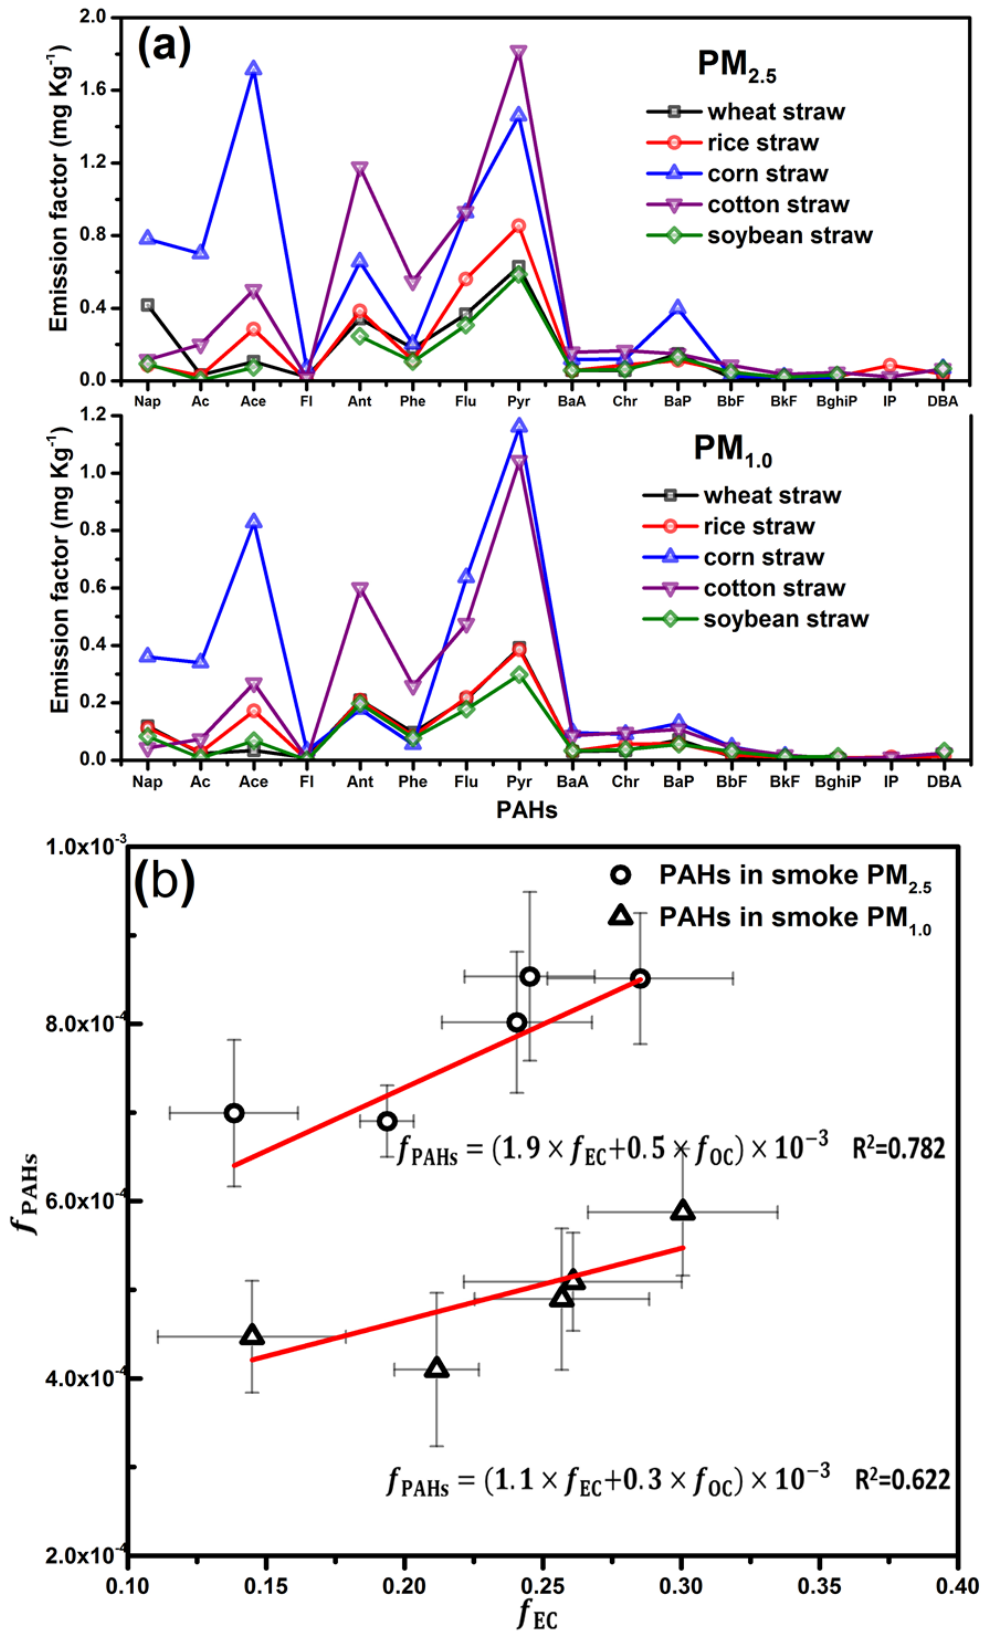 (a)
PM2.5
wheat straw
rice straw
corn straw
cotton straw
soybean straw
Emission factor (mg Kg-1)
2.0
1.6
1.2
0.8
0.4
0.0
Nap Ac Ace Fl Ant Phe Flu Pyr BaA Chr BaP BbF BkF BghiP IP DBA
PM1.0
wheat straw
rice straw
corn straw
cotton straw
soybean straw
Emission factor (mg Kg-1)
1.2
1.0
0.8
0.6
0.4
0.2
0.0
Nap Ac Ace Fl Ant Phe Flu Pyr BaA Chr BaP BbF BkF BghiP IP DBA
PAHs
(b)
PAHs in smoke PM2.5
PAHs in smoke PM1.0
1.0x10-3
8.0x10-4
6.0x10-4
4.0x10-4
2.0x10-4
fPAHs
fPAHs = (1.9 × fEC+0.5 × fOC) × 10−3 R2=0.782
fPAHs = (1.1 × fEC+0.3 × fOC) × 10−3 R2=0.622
0.10 0.15 0.20 0.25 0.30 0.35 0.40
fEC